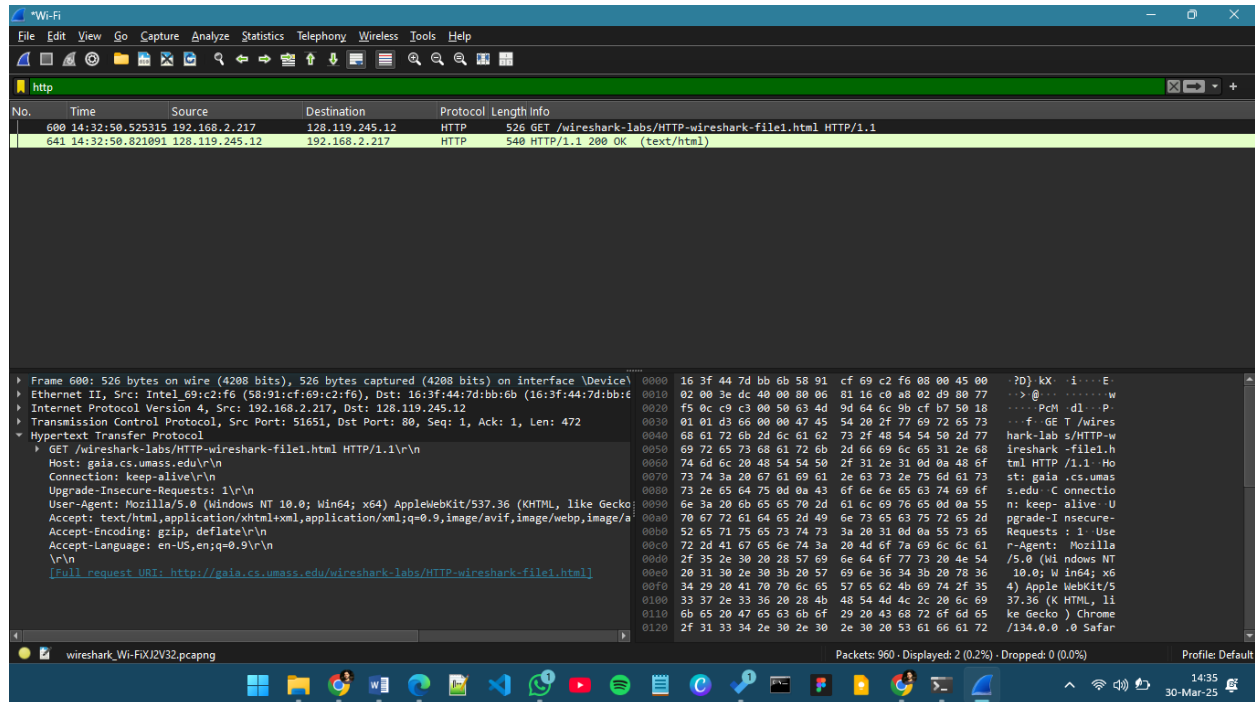 *Wi-Fi
File Edit View Go Capture Analyze Statistics Telephony Wireless Tools Help
http
No. Time Source Destination Protocol Length Info
600 14:32:50.525315 192.168.2.217 128.119.245.12 HTTP 526 GET /wireshark-labs/HTTP-wireshark-file1.html HTTP/1.1
641 14:32:50.821091 128.119.245.12 192.168.2.217 HTTP 540 HTTP/1.1 200 OK (text/html)
Frame 600: 526 bytes on wire (4208 bits), 526 bytes captured (4208 bits) on interface \Device\
Ethernet II, Src: Intel_69:c2:f6 (58:91:cf:69:c2:f6), Dst: 16:3f:44:7d:bb:6b (16:3f:44:7d:bb:6
Internet Protocol Version 4, Src: 192.168.2.217, Dst: 128.119.245.12
Transmission Control Protocol, Src Port: 51651, Dst Port: 80, Seq: 1, Ack: 1, Len: 472
Hypertext Transfer Protocol
GET /wireshark-labs/HTTP-wireshark-file1.html HTTP/1.1\r\n
Host: gaia.cs.umass.edu\r\n
Connection: keep-alive\r\n
Upgrade-Insecure-Requests: 1\r\n
User-Agent: Mozilla/5.0 (Windows NT 10.0; Win64; x64) AppleWebKit/537.36 (KHTML, like Gecko
Accept: text/html,application/xhtml+xml,application/xml;q=0.9,image/avif,image/webp,image/a
Accept-Encoding: gzip, deflate\r\n
Accept-Language: en-US,en;q=0.9\r\n
\r\n
[Full request URI: http://gaia.cs.umass.edu/wireshark-labs/HTTP-wireshark-file1.html]
0000 16 3f 44 7d bb 6b 58 91 cf 69 c2 f6 08 00 45 00 ·?D}·kX· ·i····E·
0010 02 00 3e dc 40 00 80 06 81 16 c0 a8 02 d9 80 77 ··>·@··· ·······w
0020 f5 0c c9 c3 00 50 63 4d 9d 64 6c 9b cf b7 50 18 ·····PcM ·dl···P·
0030 01 01 d3 66 00 00 47 45 54 20 2f 77 69 72 65 73 ···f··GE T /wires
0040 68 61 72 6b 2d 6c 61 62 73 2f 48 54 54 50 2d 77 hark-lab s/HTTP-w
0050 69 72 65 73 68 61 72 6b 2d 66 69 6c 65 31 2e 68 ireshark -file1.h
0060 74 6d 6c 20 48 54 54 50 2f 31 2e 31 0d 0a 48 6f tml HTTP /1.1··Ho
0070 73 74 3a 20 67 61 69 61 2e 63 73 2e 75 6d 61 73 st: gaia .cs.umas
0080 73 2e 65 64 75 0d 0a 43 6f 6e 6e 65 63 74 69 6f s.edu··C onnectio
0090 6e 3a 20 6b 65 65 70 2d 61 6c 69 76 65 0d 0a 55 n: keep- alive··U
00a0 70 67 72 61 64 65 2d 49 6e 73 65 63 75 72 65 2d pgrade-I nsecure-
00b0 52 65 71 75 65 73 74 73 3a 20 31 0d 0a 55 73 65 Requests : 1··Use
00c0 72 2d 41 67 65 6e 74 3a 20 4d 6f 7a 69 6c 6c 61 r-Agent: Mozilla
00d0 2f 35 2e 30 20 28 57 69 6e 64 6f 77 73 20 4e 54 /5.0 (Wi ndows NT
00e0 20 31 30 2e 30 3b 20 57 69 6e 36 34 3b 20 78 36 10.0; W in64; x6
00f0 34 29 20 41 70 70 6c 65 57 65 62 4b 69 74 2f 35 4) Apple WebKit/5
0100 33 37 2e 33 36 20 28 4b 48 54 4d 4c 2c 20 6c 69 37.36 (K HTML, li
0110 6b 65 20 47 65 63 6b 6f 29 20 43 68 72 6f 6d 65 ke Gecko ) Chrome
0120 2f 31 33 34 2e 30 2e 30 2e 30 20 53 61 66 61 72 /134.0.0 .0 Safar
wireshark_Wi-FiXJ2V32.pcapng Packets: 960 · Displayed: 2 (0.2%) · Dropped: 0 (0.0%) Profile: Default
14:35
30-Mar-25